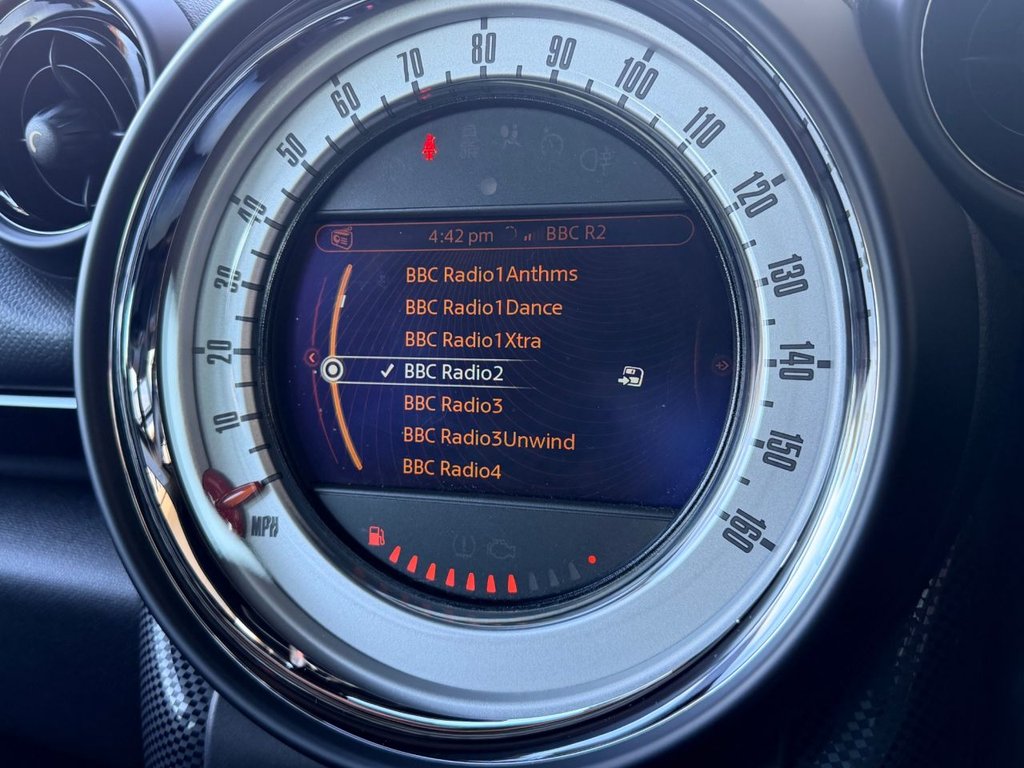 80
70
90
60
100
50
110
40
120
30
130
20
140
10
150
MPH
160
4:42 pm BBC R2
BBC Radio1Anthms
BBC Radio1Dance
BBC Radio1Xtra
BBC Radio2
BBC Radio3
BBC Radio3Unwind
BBC Radio4